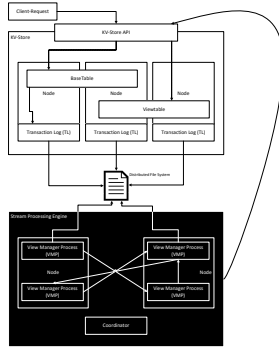 Client-Request
KV-Store API
KV-Store
BaseTable
Node
Node
Node
Viewtable
Transaction Log (TL)
Transaction Log (TL)
Transaction Log (TL)
Distributed File System
Stream Processing Engine
View Manager Process
(VMP)
View Manager Process
(VMP)
Node
Node
View Manager Process
(VMP)
View Manager Process
(VMP)
Coordinator